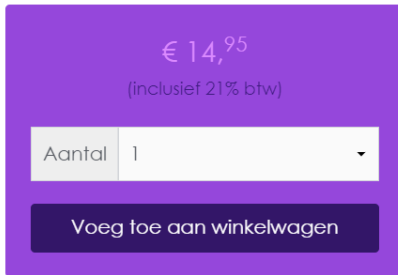 € 14,95
(inclusief 21% btw)
Aantal 1
Voeg toe aan winkelwagen